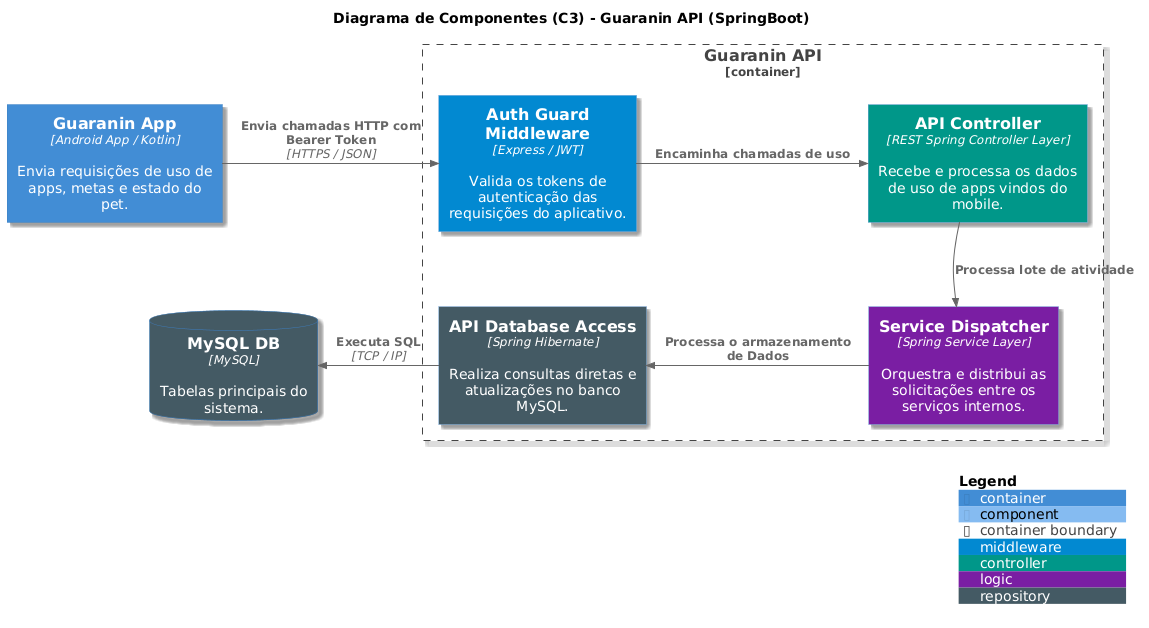 Diagrama de Componentes (C3) - Guaranin API (SpringBoot)
Guaranin API
[container]
Guaranin App
[Android App / Kotlin]
Envia requisições de uso de
apps, metas e estado do
pet.
Envia chamadas HTTP com
Bearer Token
[HTTPS / JSON]
Auth Guard
Middleware
[Express / JWT]
Valida os tokens de
autenticação das
requisições do aplicativo.
Encaminha chamadas de uso
API Controller
[REST Spring Controller Layer]
Recebe e processa os dados
de uso de apps vindos do
mobile.
Processa lote de atividade
MySQL DB
[MySQL]
Tabelas principais do
sistema.
Executa SQL
[TCP / IP]
API Database Access
[Spring Hibernate]
Realiza consultas diretas e
atualizações no banco
MySQL.
Processa o armazenamento
de Dados
Service Dispatcher
[Spring Service Layer]
Orquestra e distribui as
solicitações entre os
serviços internos.
Legend
container
component
container boundary
middleware
controller
logic
repository